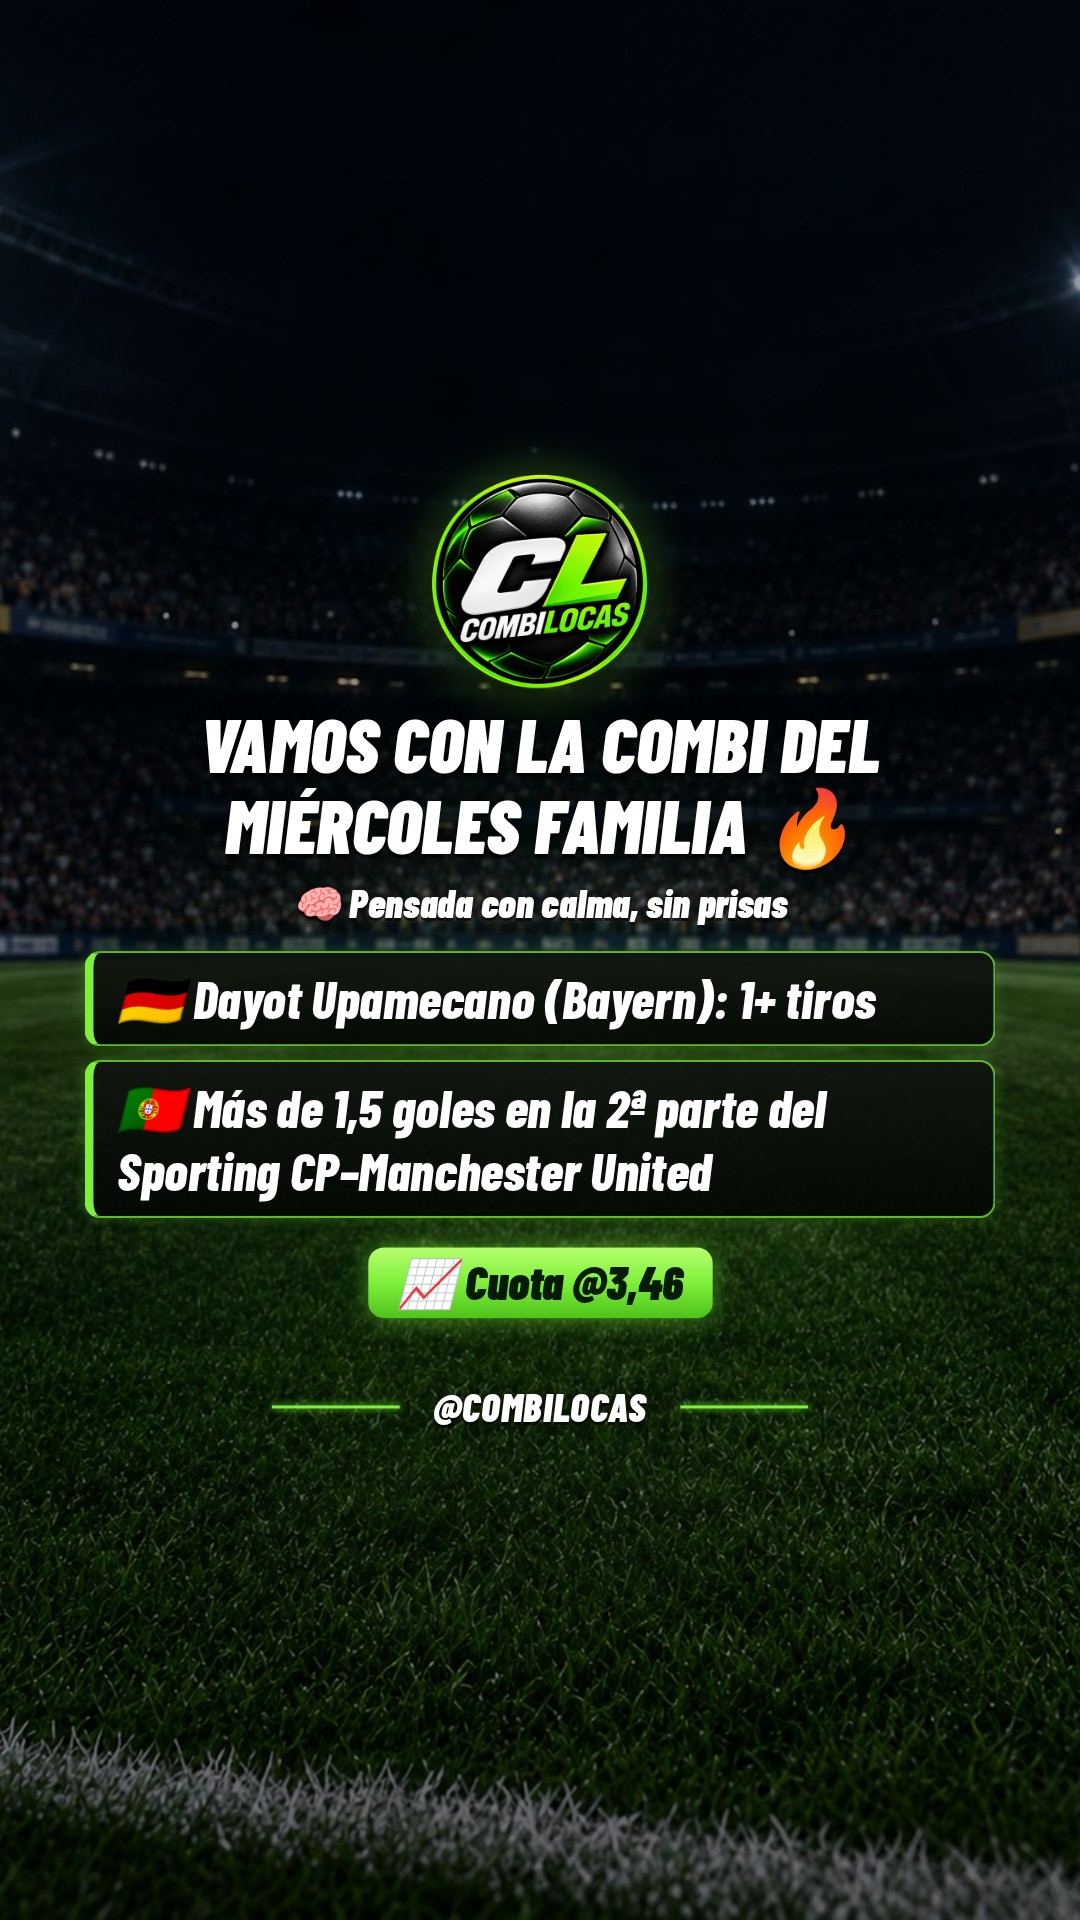 CL
COMBILOCAS
VAMOS CON LA COMBI DEL
MIÉRCOLES FAMILIA 🔥
🧠 Pensada con calma, sin prisas
🇩🇪 Dayot Upamecano (Bayern): 1+ tiros
🇵🇹 Más de 1,5 goles en la 2ª parte del
Sporting CP–Manchester United
📈 Cuota @3,46
@COMBILOCAS